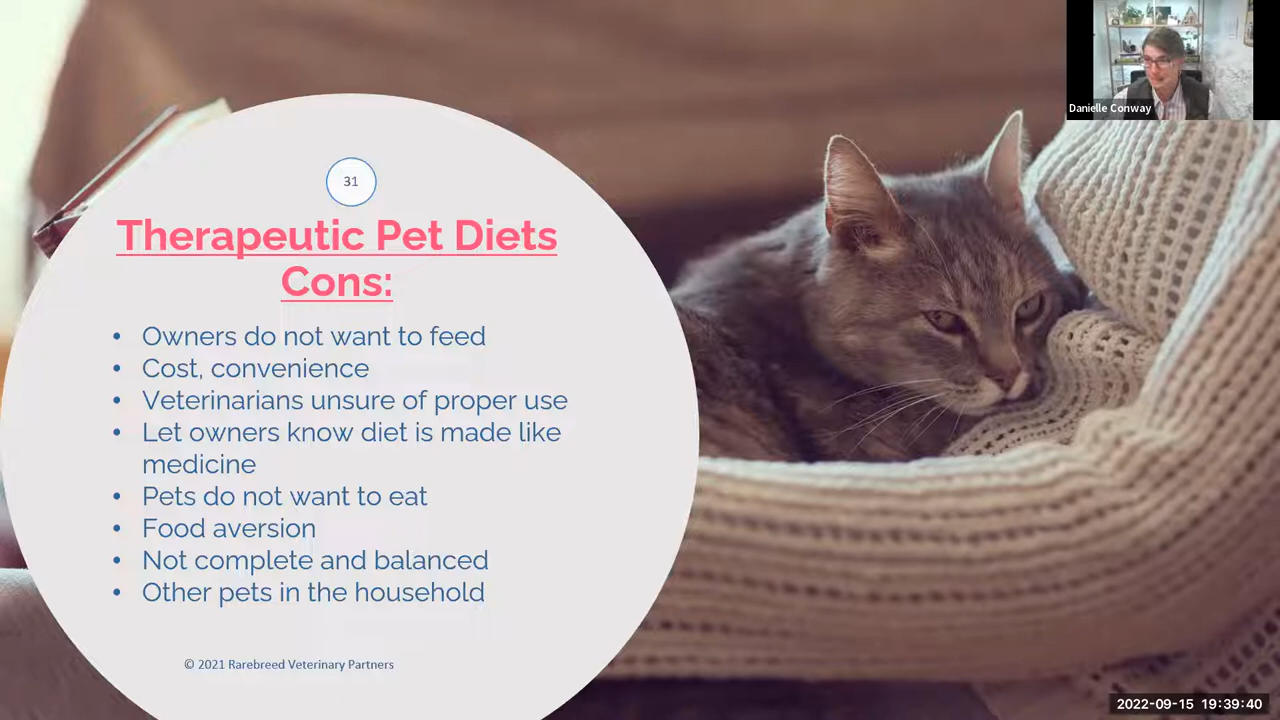 Danielle Conway
31
Therapeutic Pet Diets
Cons:
• Owners do not want to feed
• Cost, convenience
• Veterinarians unsure of proper use
• Let owners know diet is made like
medicine
• Pets do not want to eat
• Food aversion
• Not complete and balanced
• Other pets in the household
© 2021 Rarebreed Veterinary Partners
2022-09-15 19:39:40